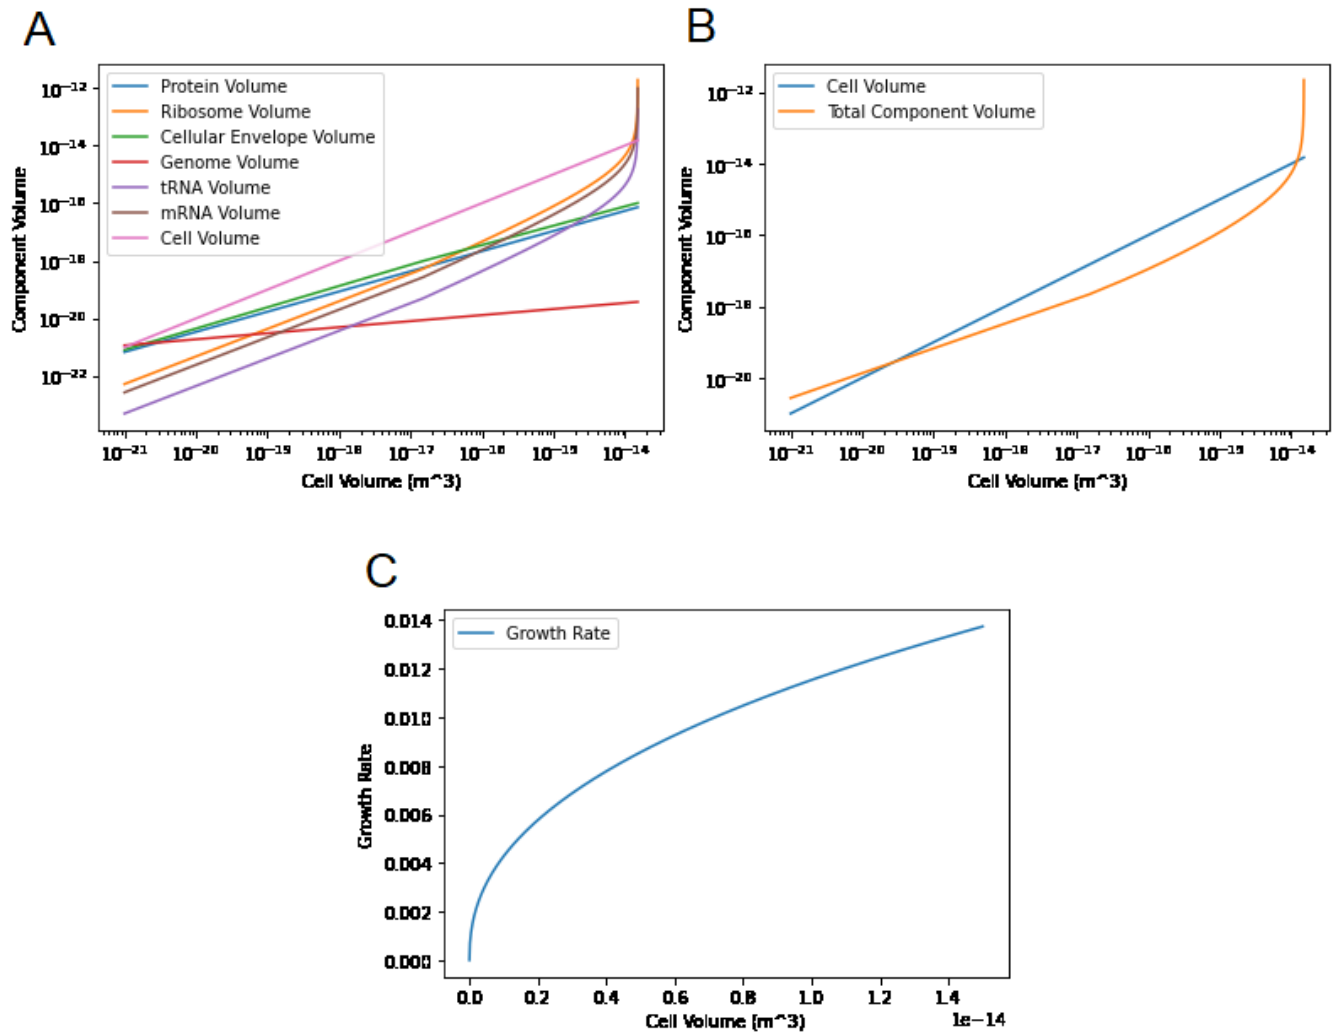 A
Protein Volume
Ribosome Volume
Cellular Envelope Volume
Genome Volume
tRNA Volume
mRNA Volume
Cell Volume
Component Volume
10−12
10−14
10−16
10−18
10−20
10−22
10−21 10−20 10−19 10−18 10−17 10−16 10−15 10−14
Cell Volume (m^3)
B
Cell Volume
Total Component Volume
Component Volume
10−12
10−14
10−16
10−18
10−20
10−21 10−20 10−19 10−18 10−17 10−16 10−15 10−14
Cell Volume (m^3)
C
Growth Rate
Growth Rate
0.014
0.012
0.010
0.008
0.006
0.004
0.002
0.000
0.0 0.2 0.4 0.6 0.8 1.0 1.2 1.4
1e−14
Cell Volume (m^3)